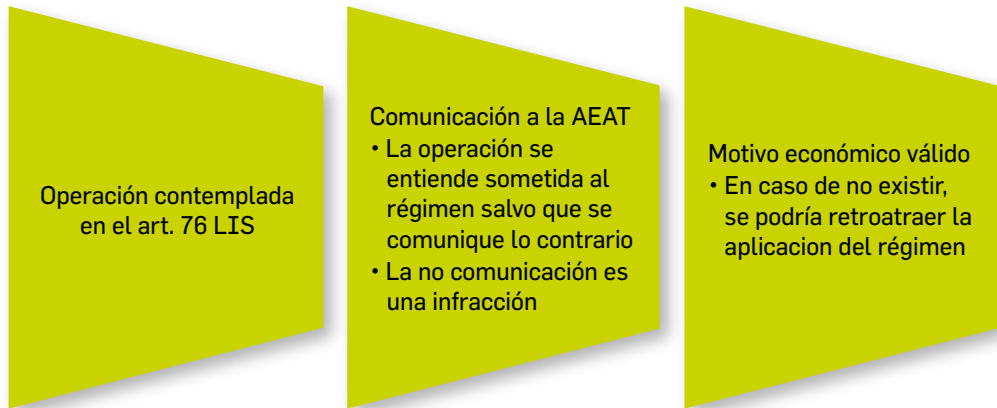 Operación contemplada
en el art. 76 LIS
Comunicación a la AEAT
• La operación se
entiende sometida al
régimen salvo que se
comunique lo contrario
• La no comunicación es
una infracción
Motivo económico válido
• En caso de no existir,
se podría retroatraer la
aplicacion del régimen